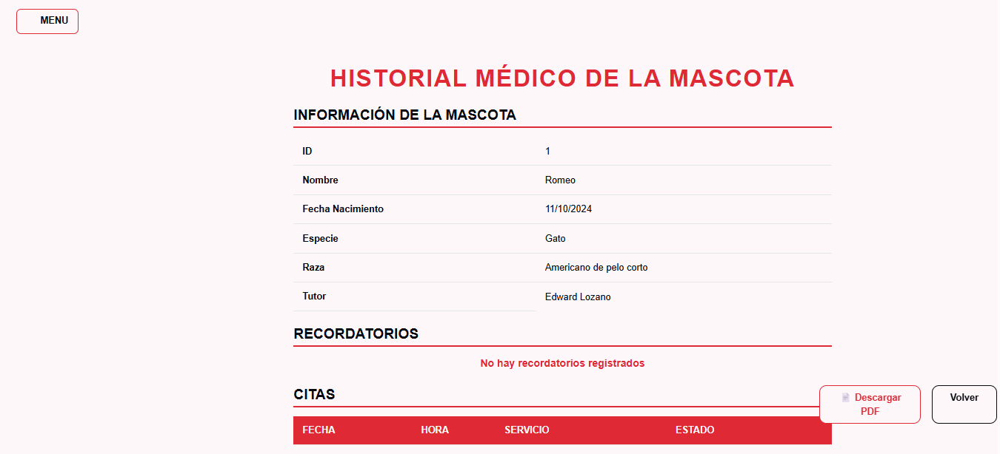 MENU
HISTORIAL MÉDICO DE LA MASCOTA
INFORMACIÓN DE LA MASCOTA
ID 1
Nombre Romeo
Fecha Nacimiento 11/10/2024
Especie Gato
Raza Americano de pelo corto
Tutor Edward Lozano
RECORDATORIOS
No hay recordatorios registrados
CITAS
Descargar
PDF
Volver
FECHA HORA SERVICIO ESTADO